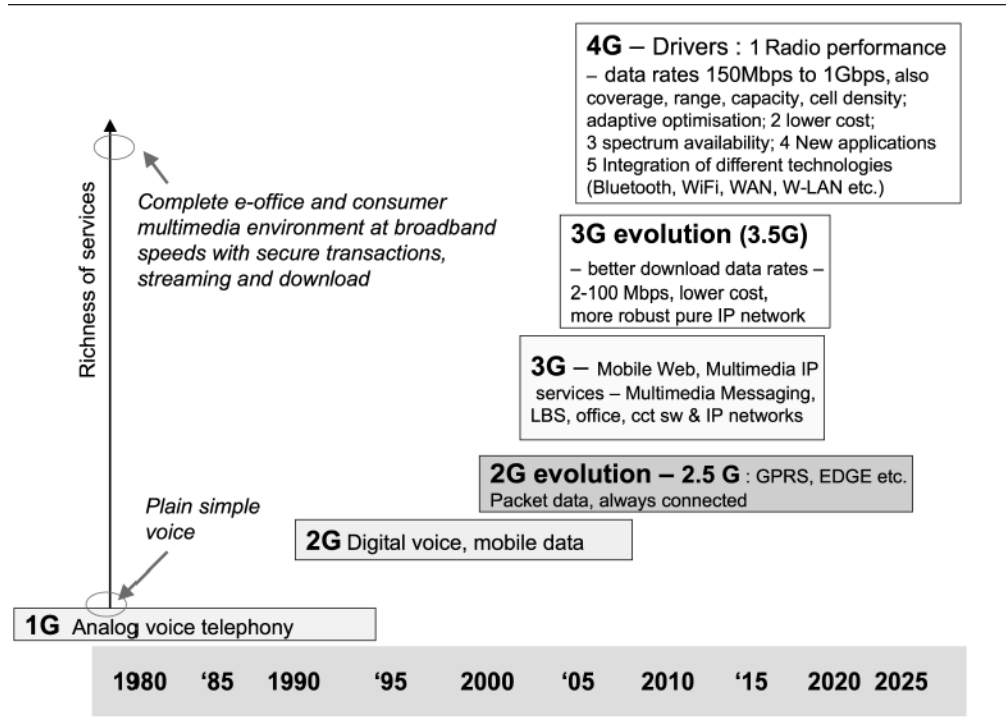 4G – Drivers : 1 Radio performance
– data rates 150Mbps to 1Gbps, also
coverage, range, capacity, cell density;
adaptive optimisation; 2 lower cost;
3 spectrum availability; 4 New applications
5 Integration of different technologies
(Bluetooth, WiFi, WAN, W-LAN etc.)
Richness of services
Complete e-office and consumer
multimedia environment at broadband
speeds with secure transactions,
streaming and download
3G evolution (3.5G)
– better download data rates –
2-100 Mbps, lower cost,
more robust pure IP network
3G – Mobile Web, Multimedia IP
services – Multimedia Messaging,
LBS, office, cct sw & IP networks
2G evolution – 2.5 G : GPRS, EDGE etc.
Packet data, always connected
Plain simple
voice
2G Digital voice, mobile data
1G Analog voice telephony
1980 ‘85 1990 ‘95 2000 ‘05 2010 ‘15 2020 2025